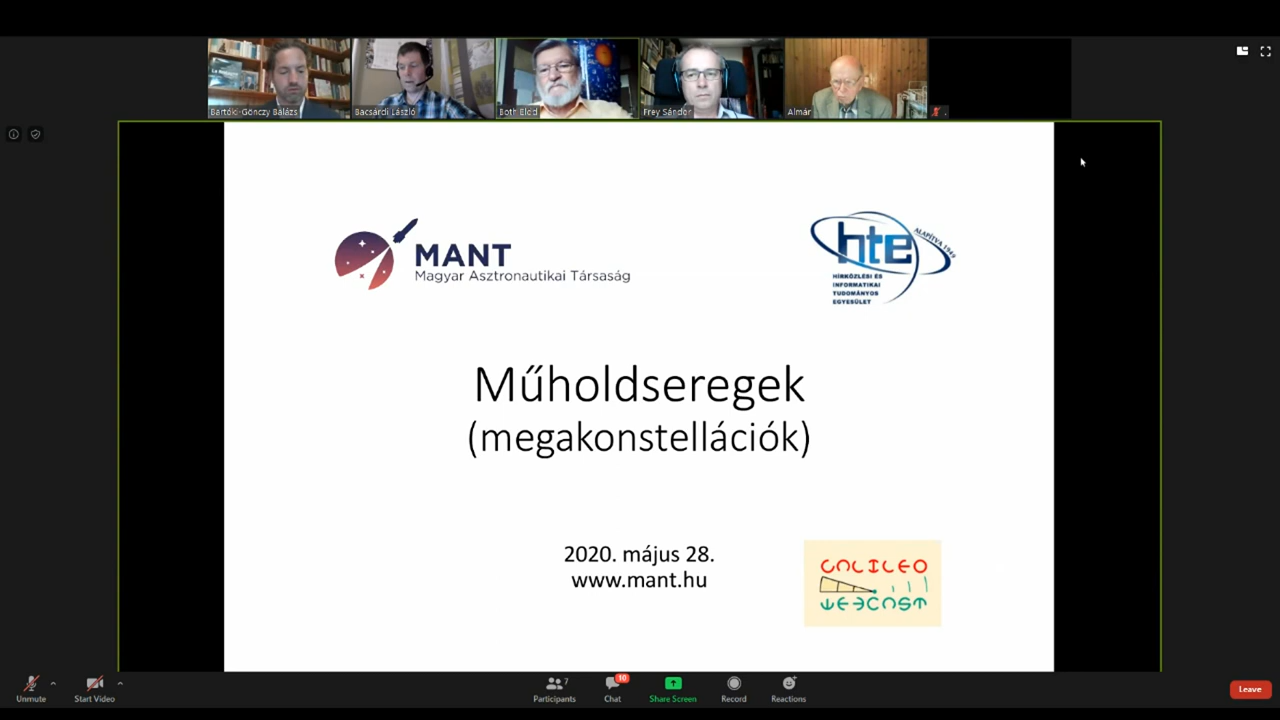 Bartóki-Gönczy Balázs
Bacsárdi László
Both Előd
Frey Sándor
Almár
MANT
Magyar Asztronautikai Társaság
hte
ALAPÍTVA 1949
HÍRKÖZLÉSI ÉS
INFORMATIKAI
TUDOMÁNYOS
EGYESÜLET
Műholdseregek
(megakonstellációk)
2020. május 28.
www.mant.hu
GALILEO
WEBCAST
Unmute
Start Video
7
Participants
10
Chat
Share Screen
Record
Reactions
Leave